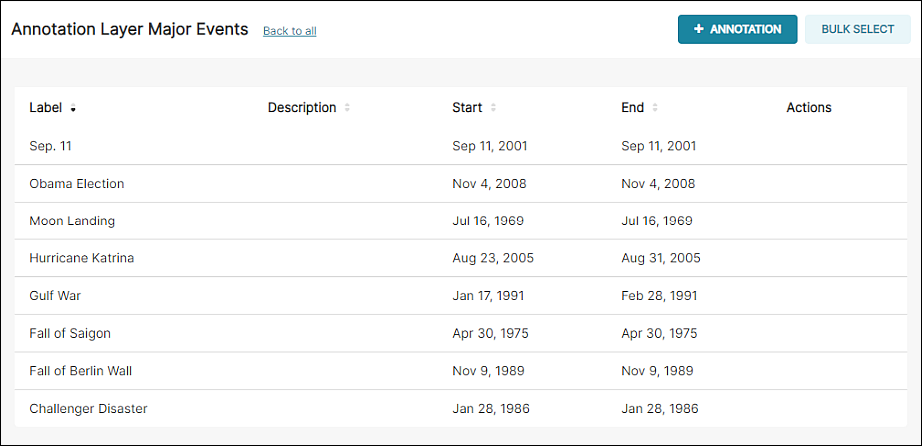 Annotation Layer Major Events Back to all + ANNOTATION BULK SELECT
Label Description Start End Actions
Sep. 11 Sep 11, 2001 Sep 11, 2001
Obama Election Nov 4, 2008 Nov 4, 2008
Moon Landing Jul 16, 1969 Jul 16, 1969
Hurricane Katrina Aug 23, 2005 Aug 31, 2005
Gulf War Jan 17, 1991 Feb 28, 1991
Fall of Saigon Apr 30, 1975 Apr 30, 1975
Fall of Berlin Wall Nov 9, 1989 Nov 9, 1989
Challenger Disaster Jan 28, 1986 Jan 28, 1986